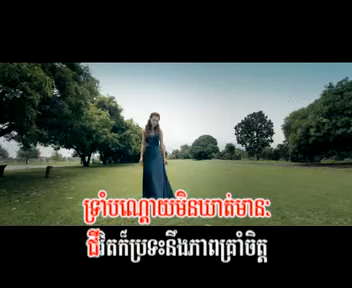 ទ្រាំបណ្ដោយមិនឃាត់មាន:
ជីវិតក៏ប្រទះនឹងភាពគ្រាំចិត្ត